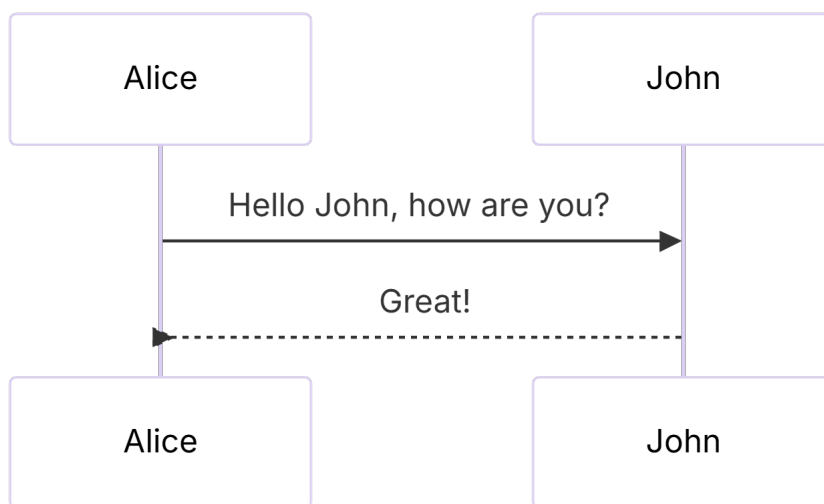 Alice
John
Hello John, how are you?
Great!
Alice
John